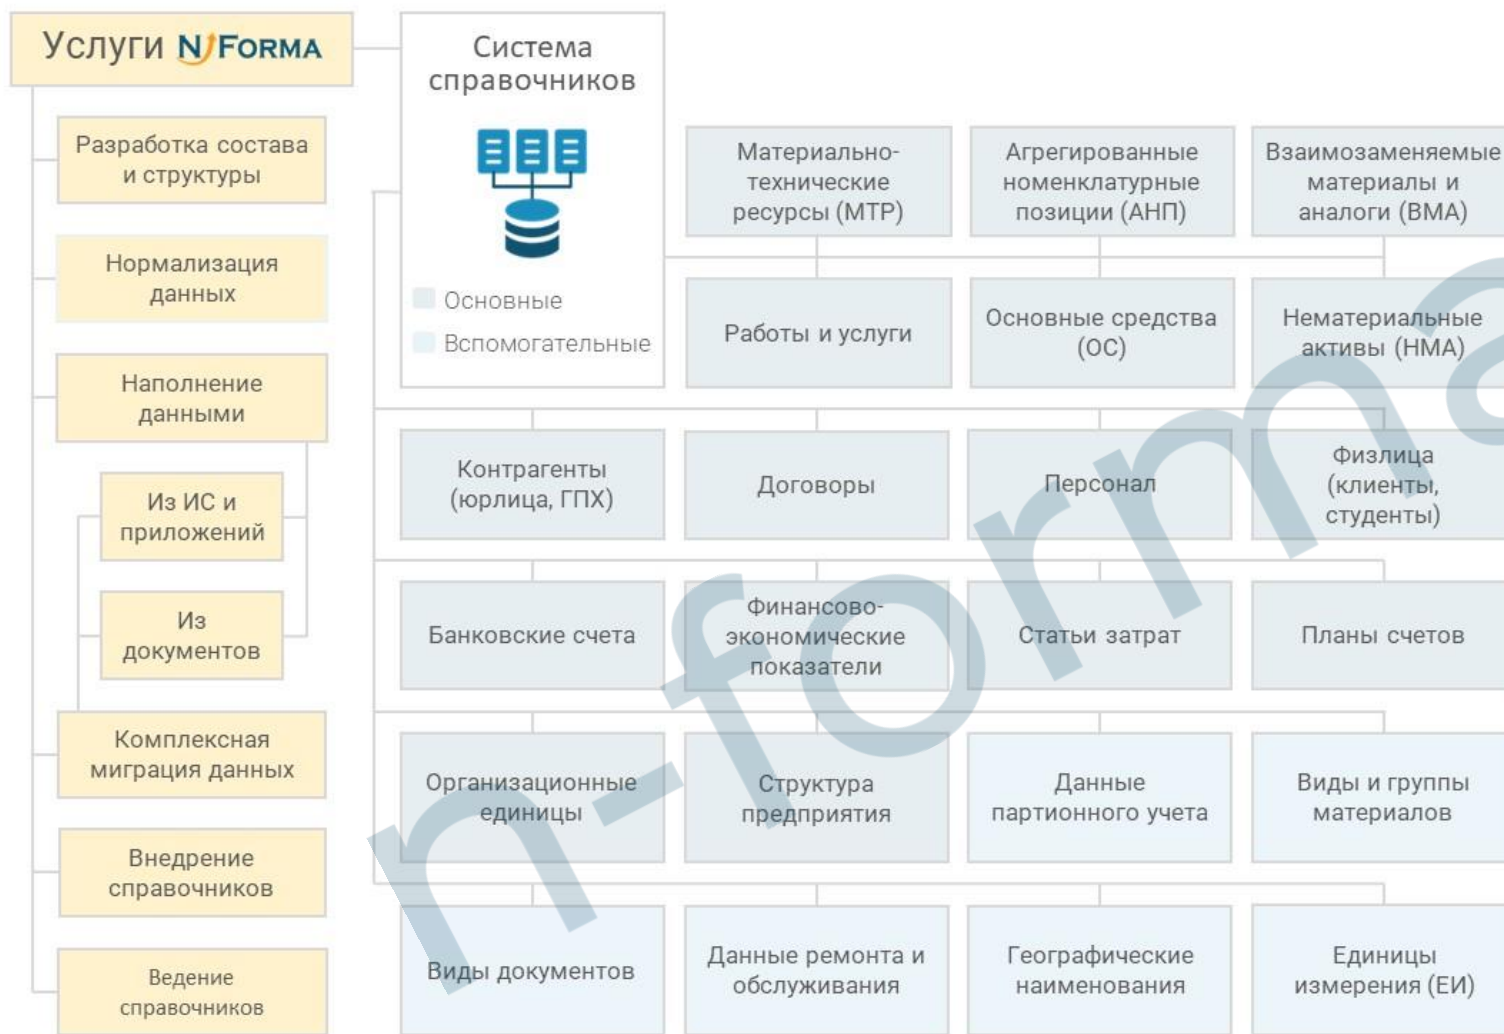 Услуги N/FORMA
Разработка состава
и структуры
Нормализация
данных
Наполнение
данными
Из ИС и
приложений
Из
документов
Комплексная
миграция данных
Внедрение
справочников
Ведение
справочников
Система
справочников
Основные
Вспомогательные
Материально-
технические
ресурсы (МТР)
Агрегированные
номенклатурные
позиции (АНП)
Взаимозаменяемые
материалы и
аналоги (ВМА)
Работы и услуги
Основные средства
(ОС)
Нематериальные
активы (НМА)
Контрагенты
(юрлица, ГПХ)
Договоры
Персонал
Физлица
(клиенты,
студенты)
Банковские счета
Финансово-
экономические
показатели
Статьи затрат
Планы счетов
Организационные
единицы
Структура
предприятия
Данные
партионного учета
Виды и группы
материалов
Виды документов
Данные ремонта и
обслуживания
Географические
наименования
Единицы
измерения (ЕИ)
n-forma